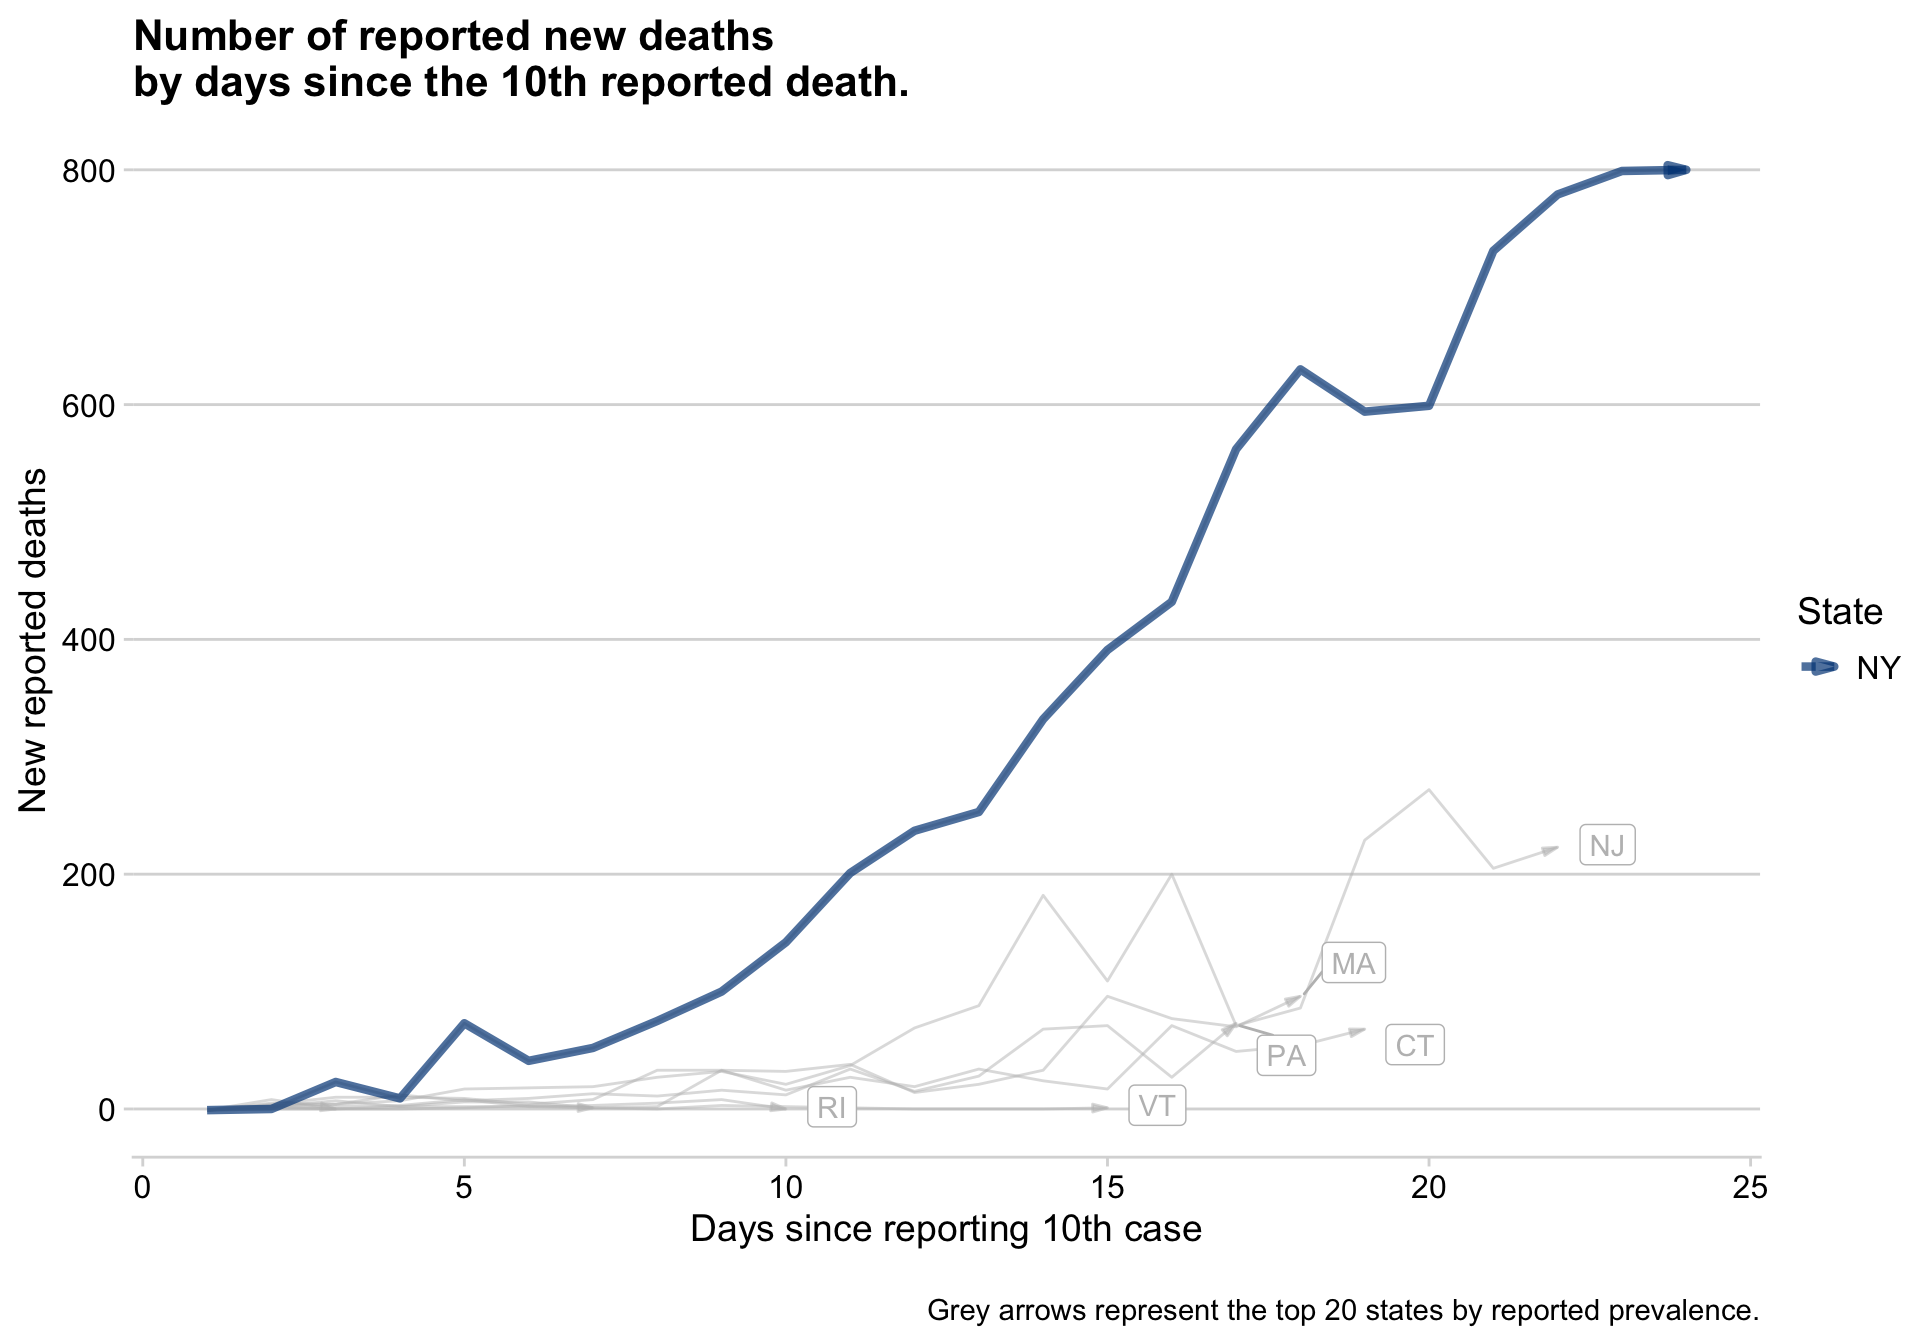 Number of reported new deaths
by days since the 10th reported death.
800
600
400
200
0
New reported deaths
NJ
MA
CT
PA
VT
RI
State
NY
0 5 10 15 20 25
Days since reporting 10th case
Grey arrows represent the top 20 states by reported prevalence.